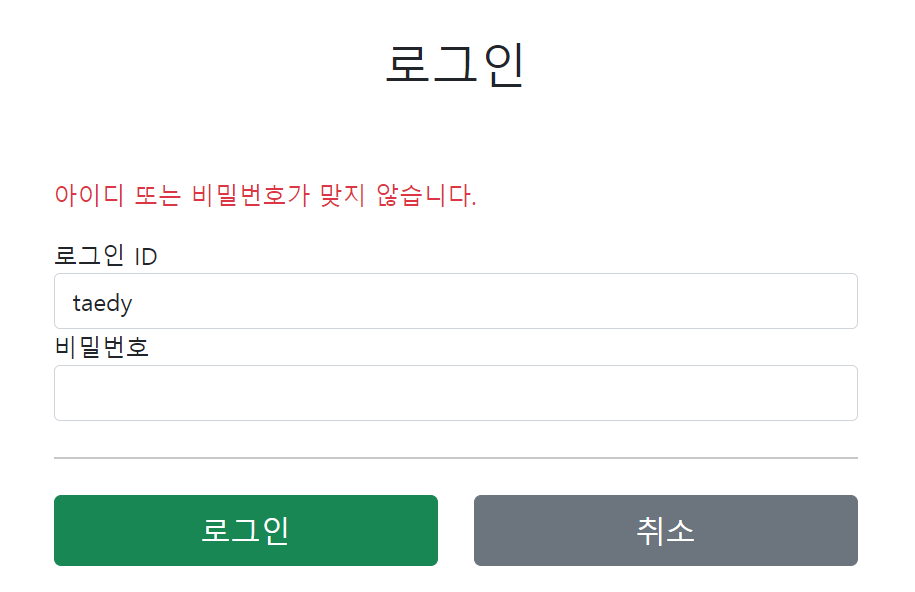 로그인
아이디 또는 비밀번호가 맞지 않습니다.
로그인 ID
taedy
비밀번호
로그인 취소